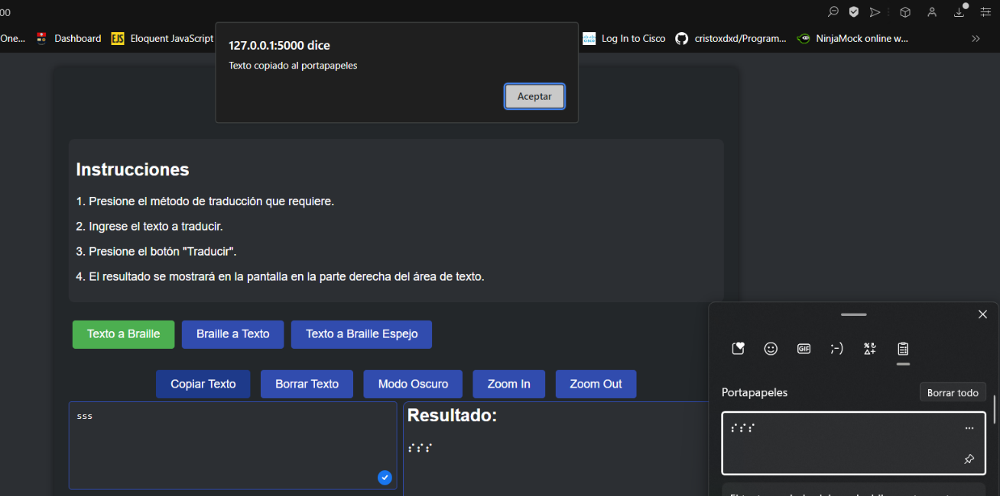 00
One...
Dashboard
EJS
Eloquent JavaScript
Log In to Cisco
cristoxdxd/Program...
NinjaMock online w...
127.0.0.1:5000 dice
Texto copiado al portapapeles
Aceptar
Instrucciones
1. Presione el método de traducción que requiere.
2. Ingrese el texto a traducir.
3. Presione el botón "Traducir".
4. El resultado se mostrará en la pantalla en la parte derecha del área de texto.
Texto a Braille
Braille a Texto
Texto a Braille Espejo
Copiar Texto
Borrar Texto
Modo Oscuro
Zoom In
Zoom Out
sss
Resultado:
⠎⠎⠎
GIF
;-)
Portapapeles
Borrar todo
⠎⠎⠎